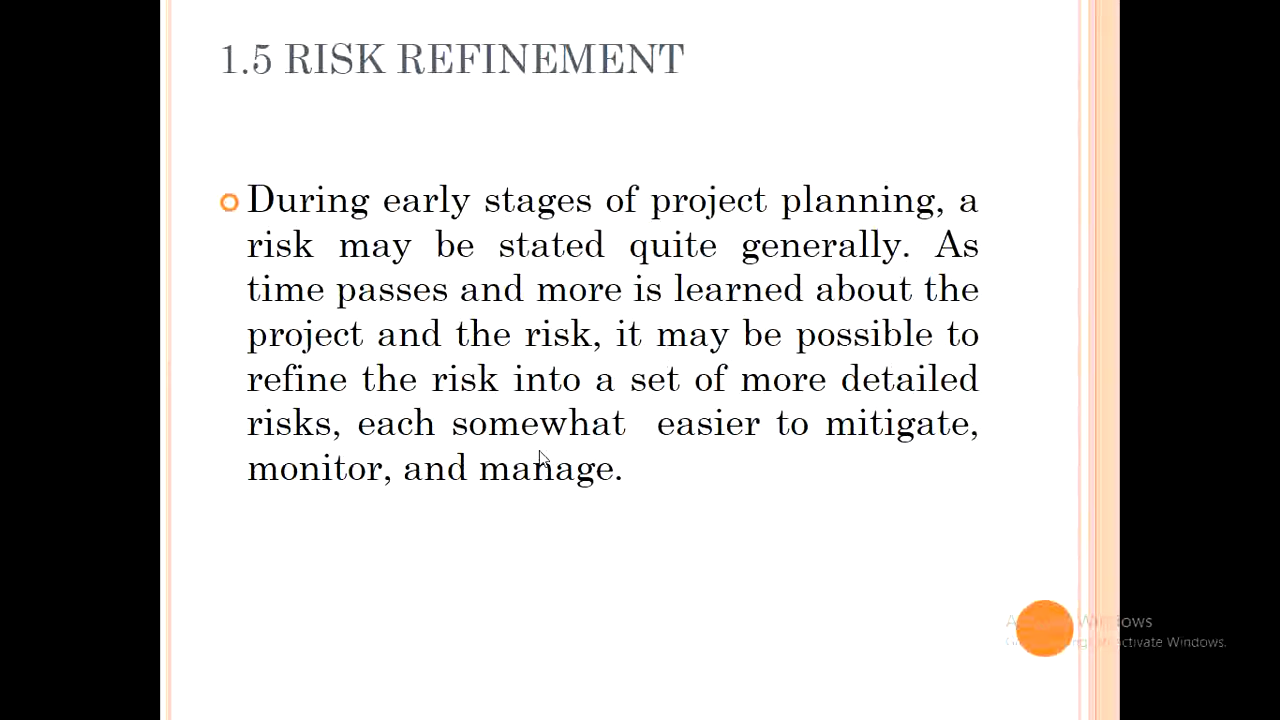 1.5 RISK REFINEMENT
During early stages of project planning, a
risk may be stated quite generally. As
time passes and more is learned about the
project and the risk, it may be possible to
refine the risk into a set of more detailed
risks, each somewhat easier to mitigate,
monitor, and manage.
activate Windows.